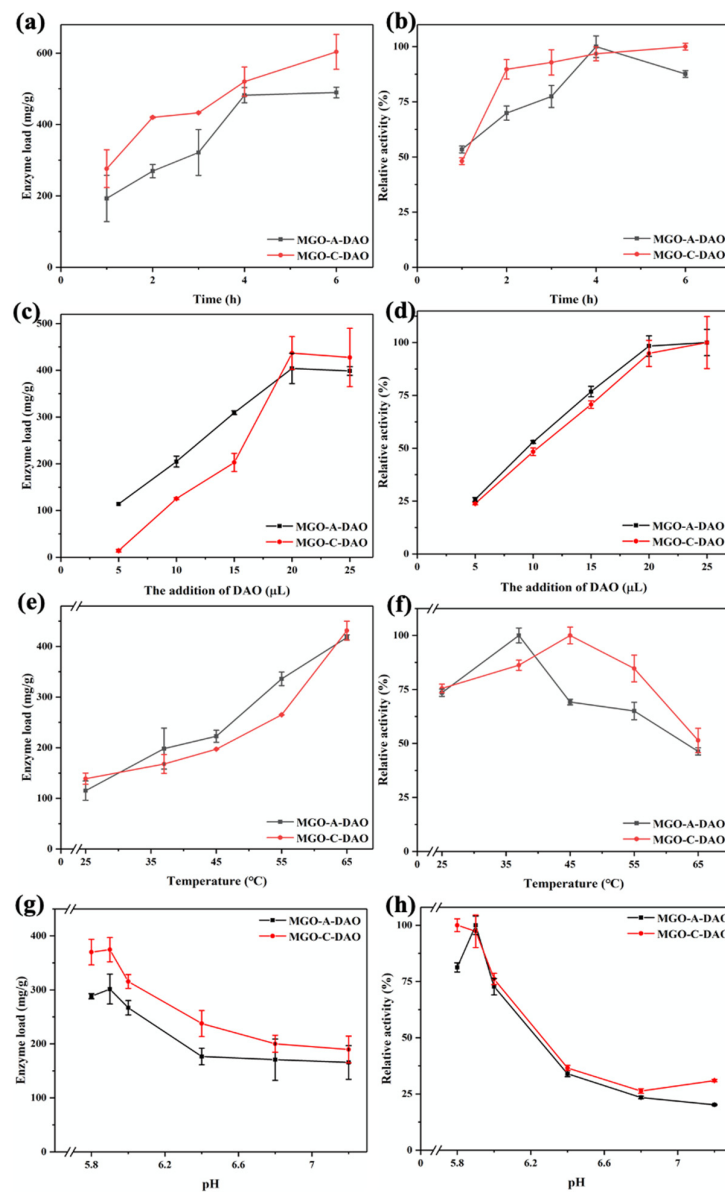 (a)
Enzyme load (mg/g)
600
400
200
0
MGO-A-DAO
MGO-C-DAO
0 2 4 6
Time (h)
(b)
Relative activity (%)
100
75
50
25
0
MGO-A-DAO
MGO-C-DAO
0 2 4 6
Time (h)
(c)
Enzyme load (mg/g)
500
400
300
200
100
0
MGO-A-DAO
MGO-C-DAO
0 5 10 15 20 25
The addition of DAO (μL)
(d)
Relative activity (%)
100
75
50
25
0
MGO-A-DAO
MGO-C-DAO
0 5 10 15 20 25
The addition of DAO (μL)
(e)
Enzyme load (mg/g)
400
300
200
100
0
MGO-A-DAO
MGO-C-DAO
0 25 35 45 55 65
Temperature (°C)
(f)
Relative activity (%)
100
75
50
25
0
MGO-A-DAO
MGO-C-DAO
0 25 35 45 55 65
Temperature (°C)
(g)
Enzyme load (mg/g)
400
300
200
100
0
MGO-A-DAO
MGO-C-DAO
0 5.8 6.2 6.6 7
pH
(h)
Relative activity (%)
100
75
50
25
0
MGO-A-DAO
MGO-C-DAO
0 5.8 6.2 6.6 7
pH